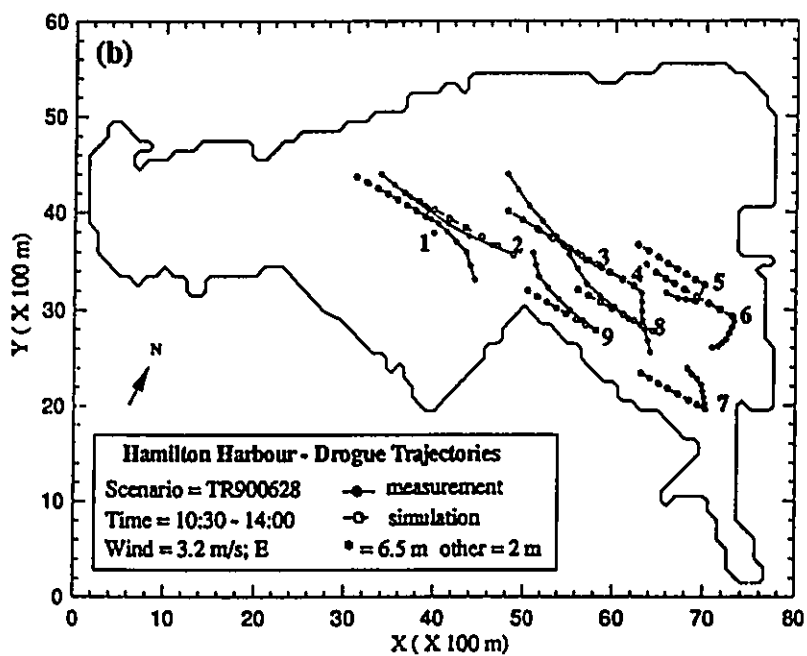 (b)
60
50
40
30
20
10
0
Y ( X 100 m)
N
1
2
3
4
5
6
7
8
9
Hamilton Harbour - Drogue Trajectories
Scenario = TR900628 measurement
Time = 10:30 - 14:00 simulation
Wind = 3.2 m/s; E * = 6.5 m other = 2 m
0 10 20 30 40 50 60 70 80
X ( X 100 m)